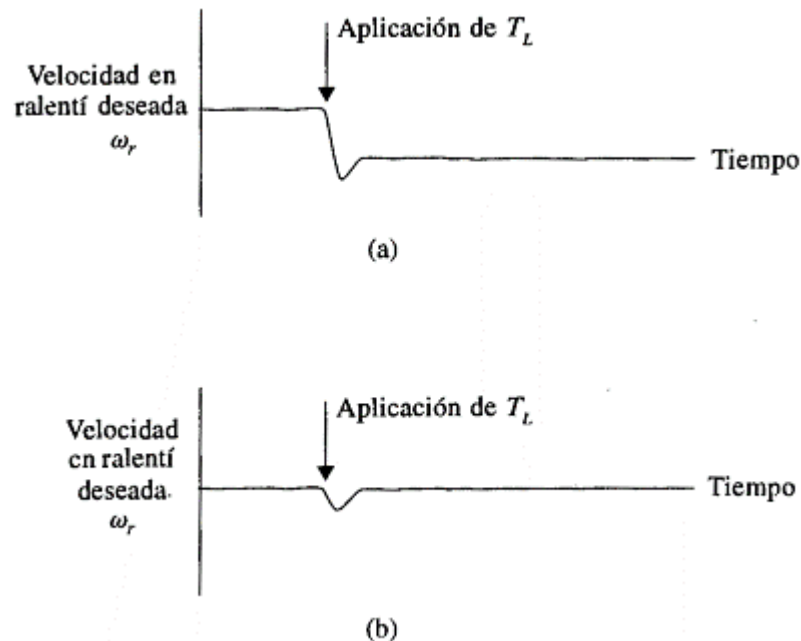 Aplicación de T_L
Velocidad en
ralentí deseada
ω_r
Tiempo
(a)
Aplicación de T_L
Velocidad
en ralentí
deseada.
ω_r
Tiempo
(b)